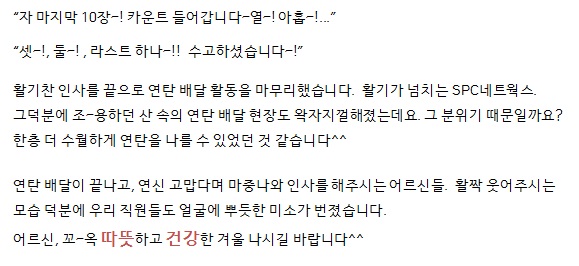 “자 마지막 10장~! 카운트 들어갑니다~열~! 아홉~!...”
“셋~!, 둘~! , 라스트 하나~!!  수고하셨습니다~!”
활기찬 인사를 끝으로 연탄 배달 활동을 마무리했습니다.  활기가 넘치는 SPC네트웍스.
그덕분에 조~용하던 산 속의 연탄 배달 현장도 왁자지껄해졌는데요. 그 분위기 때문일까요?
한층 더 수월하게 연탄을 나를 수 있었던 것 같습니다^^
연탄 배달이 끝나고, 연신 고맙다며 마중나와 인사를 해주시는 어르신들.  활짝 웃어주시는
모습 덕분에 우리 직원들도 얼굴에 뿌듯한 미소가 번졌습니다.
어르신, 꼬~옥 따뜻하고 건강한 겨울 나시길 바랍니다^^